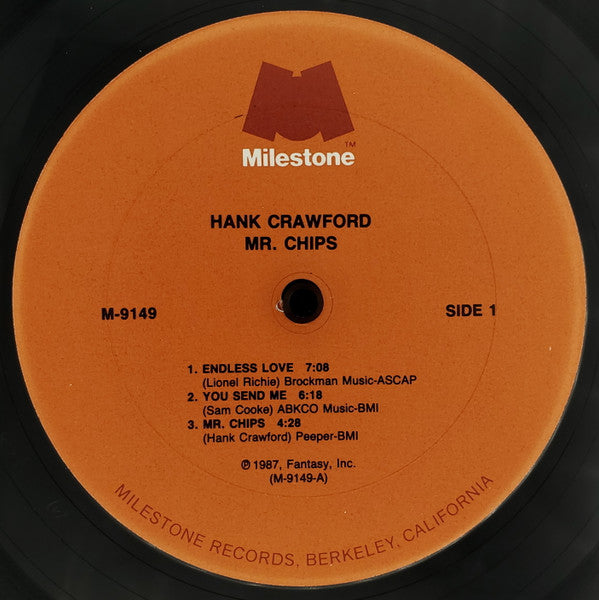 ™
Milestone
HANK CRAWFORD
MR. CHIPS
M-9149
SIDE 1
1. ENDLESS LOVE 7:08
(Lionel Richie) Brockman Music-ASCAP
2. YOU SEND ME 6:18
(Sam Cooke) ABKCO Music-BMI
3. MR. CHIPS 4:28
(Hank Crawford) Peeper-BMI
℗ 1987, Fantasy, Inc.
(M-9149-A)
MILESTONE RECORDS, BERKELEY, CALIFORNIA